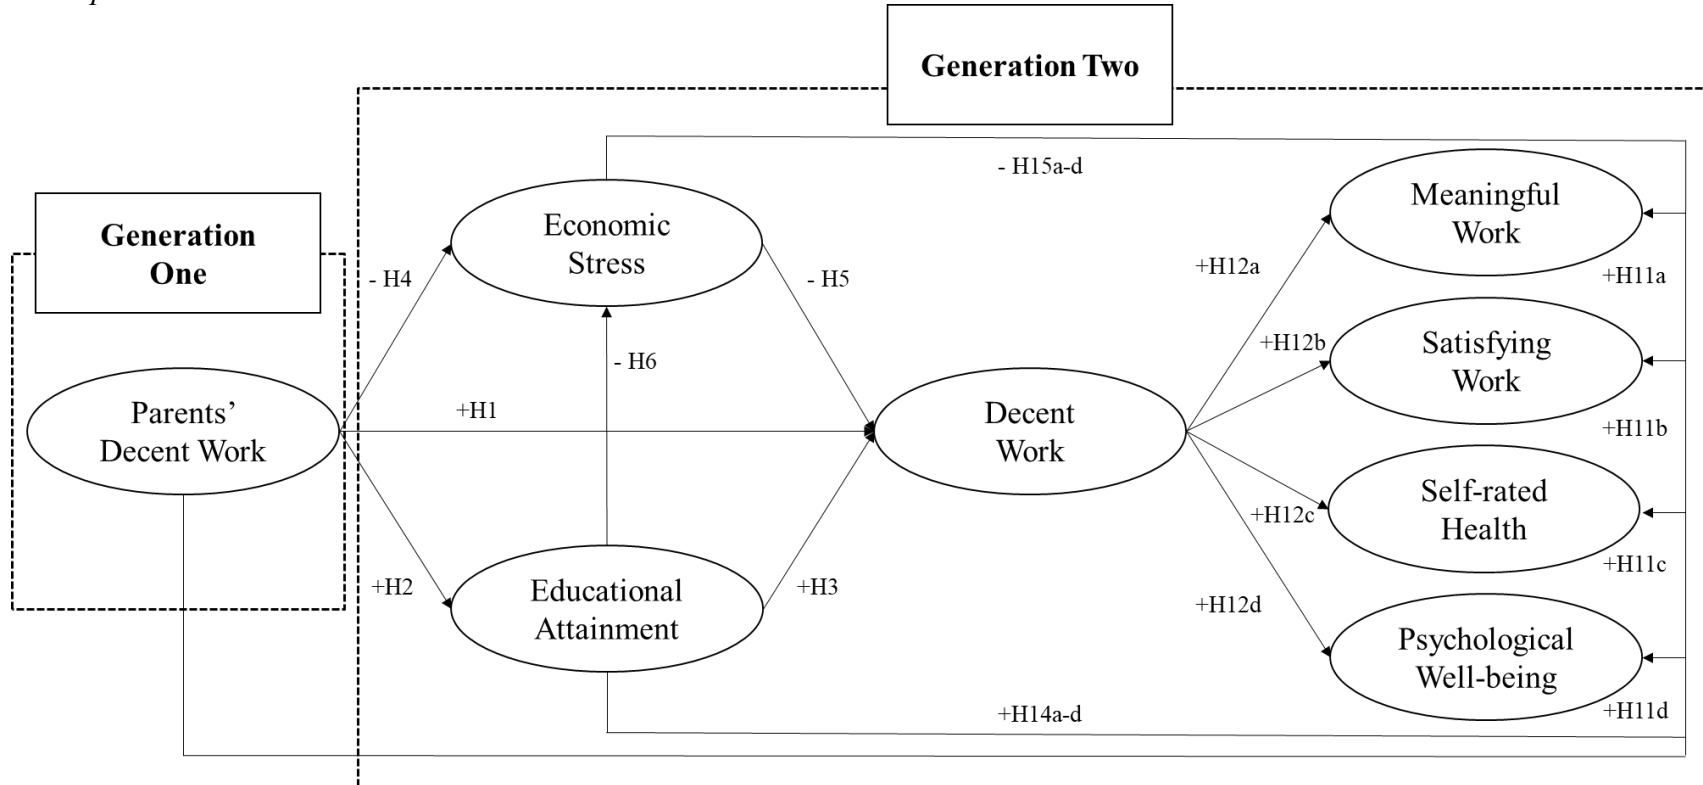 Generation Two
- H15a-d
Meaningful
Work
+H11a
Generation
One
Economic
Stress
- H4
- H5
+H12a
+H12b
Satisfying
Work
+H11b
- H6
Parents’
Decent Work
+H1
Decent
Work
Self-rated
Health
+H12c
+H11c
+H2
Educational
Attainment
+H3
+H12d
Psychological
Well-being
+H11d
+H14a-d